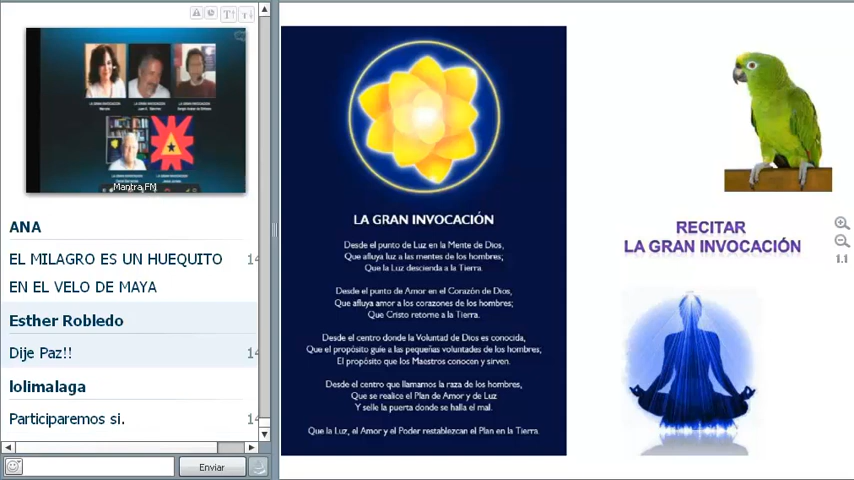 Mantra FM
ANA
EL MILAGRO ES UN HUEQUITO
EN EL VELO DE MAYA
Esther Robledo
Dije Paz!!
lolimalaga
Participaremos si.
Enviar
LA GRAN INVOCACIÓN
Desde el punto de Luz en la Mente de Dios,
Que afluya luz a las mentes de los hombres;
Que la Luz descienda a la Tierra.
Desde el punto de Amor en el Corazón de Dios,
Que afluya amor a los corazones de los hombres;
Que Cristo retorne a la Tierra.
Desde el centro donde la Voluntad de Dios es conocida,
Que el propósito guíe a las pequeñas voluntades de los hombres;
El propósito que los Maestros conocen y sirven.
Desde el centro que llamamos la raza de los hombres,
Que se realice el Plan de Amor y de Luz
Y selle la puerta donde se halla el mal.
Que la Luz, el Amor y el Poder restablezcan el Plan en la Tierra.
RECITAR
LA GRAN INVOCACIÓN
1.1